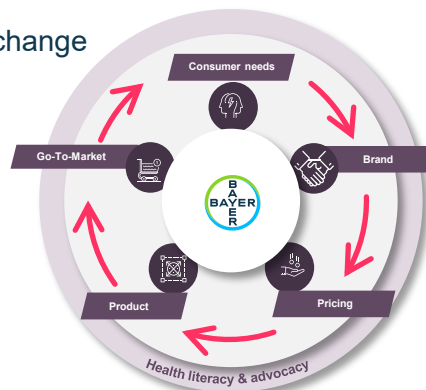 change
Consumer needs
Go-To-Market
Brand
BAYER
BAYER
Product
Pricing
Health literacy & advocacy